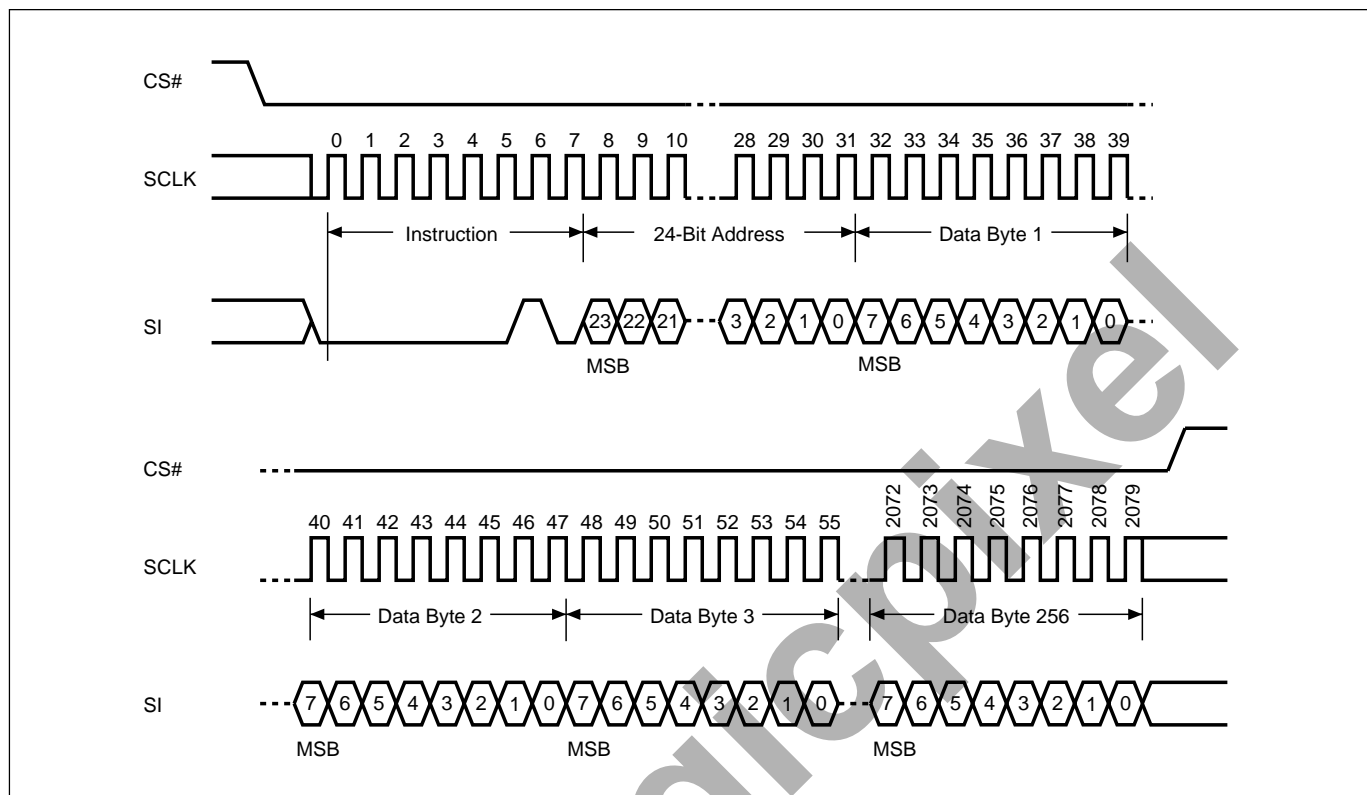 CS#
0 1 2 3 4 5 6 7 8 9 10 28 29 30 31 32 33 34 35 36 37 38 39
SCLK
Instruction 24-Bit Address Data Byte 1
SI 23 22 21 3 2 1 0 7 6 5 4 3 2 1 0
MSB MSB
CS#
2072 2073 2074 2075 2076 2077 2078 2079
40 41 42 43 44 45 46 47 48 49 50 51 52 53 54 55
SCLK
Data Byte 2 Data Byte 3 Data Byte 256
SI 7 6 5 4 3 2 1 0 7 6 5 4 3 2 1 0 7 6 5 4 3 2 1 0
MSB MSB MSB
gicpixel